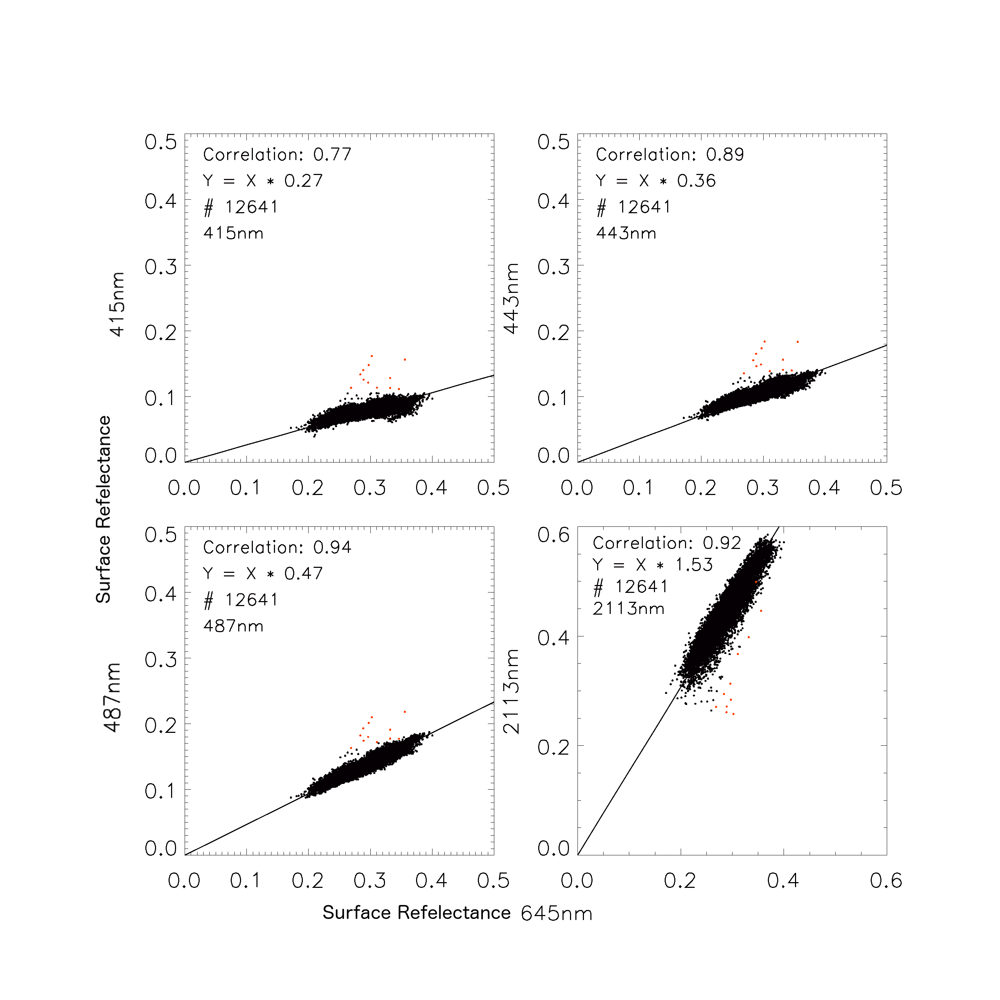 Correlation: 0.77
Y = X * 0.27
# 12641
415nm
0.5
0.4
0.3
0.2
0.1
0.0
0.0 0.1 0.2 0.3 0.4 0.5
415nm
Correlation: 0.89
Y = X * 0.36
# 12641
443nm
0.5
0.4
0.3
0.2
0.1
0.0
0.0 0.1 0.2 0.3 0.4 0.5
443nm
Surface Refelectance
Correlation: 0.94
Y = X * 0.47
# 12641
487nm
0.5
0.4
0.3
0.2
0.1
0.0
0.0 0.1 0.2 0.3 0.4 0.5
487nm
Correlation: 0.92
Y = X * 1.53
# 12641
2113nm
0.6
0.4
0.2
0.0
0.0 0.2 0.4 0.6
2113nm
Surface Refelectance 645nm